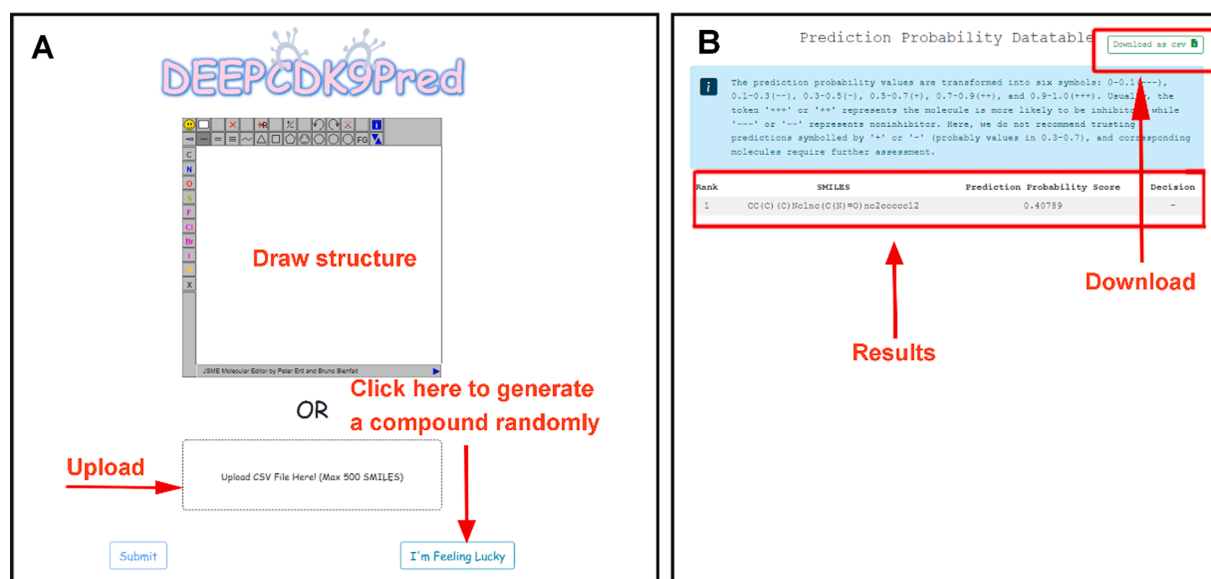 A
DEEPCDK9Pred
FG
C
N
O
S
F
Cl
Br
I
X
Draw structure
JSME Molecular Editor by Peter Ertl and Bruno Bienfait
Click here to generate
a compound randomly
OR
Upload
Upload CSV File Here! (Max 500 SMILES)
Submit
I'm Feeling Lucky
B
Prediction Probability Datatable
Download as csv
The prediction probability values are transformed into six symbols: 0-0.1(---),
0.1-0.3(--), 0.3-0.5(-), 0.5-0.7(+), 0.7-0.9(++), and 0.9-1.0(+++). Usually, the
token '+++' or '++' represents the molecule is more likely to be inhibitor, while
'---' or '--' represents noninhibitor. Here, we do not recommend trusting
predictions symbolled by '+' or '-' (probably values in 0.3-0.7), and corresponding
molecules require further assessment.
Rank SMILES Prediction Probability Score Decision
1 CC(C)(C)Nc1nc(C(N)=O)nc2ccccc12 0.40789 -
Download
Results